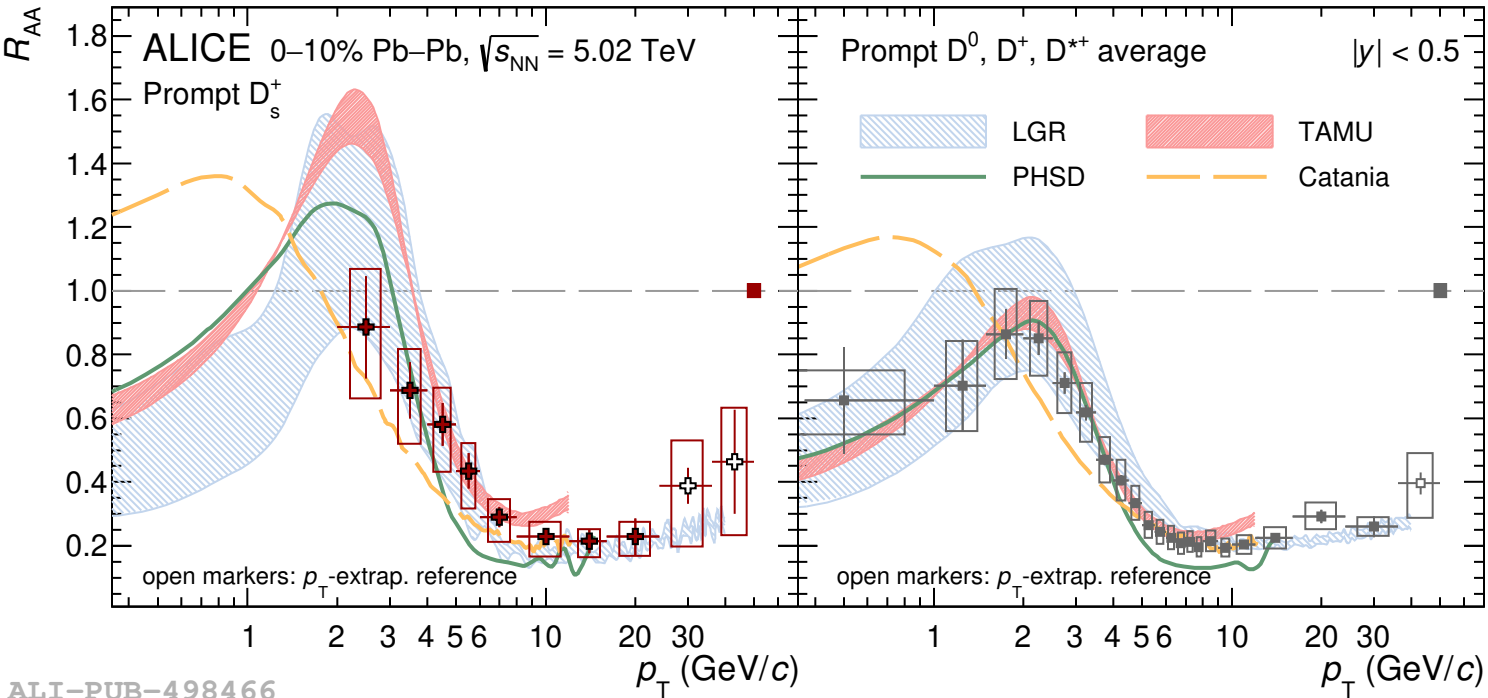 R_AA
ALICE 0–10% Pb–Pb, √s_NN = 5.02 TeV
Prompt D_s^+
1.8
1.6
1.4
1.2
1.0
0.8
0.6
0.4
0.2
open markers: p_T-extrap. reference
1 2 3 4 5 6 10 20 30
p_T (GeV/c)
Prompt D^0, D^+, D^*+ average |y| < 0.5
LGR TAMU
PHSD Catania
open markers: p_T-extrap. reference
1 2 3 4 5 6 10 20 30
p_T (GeV/c)
ALI–PUB–498466